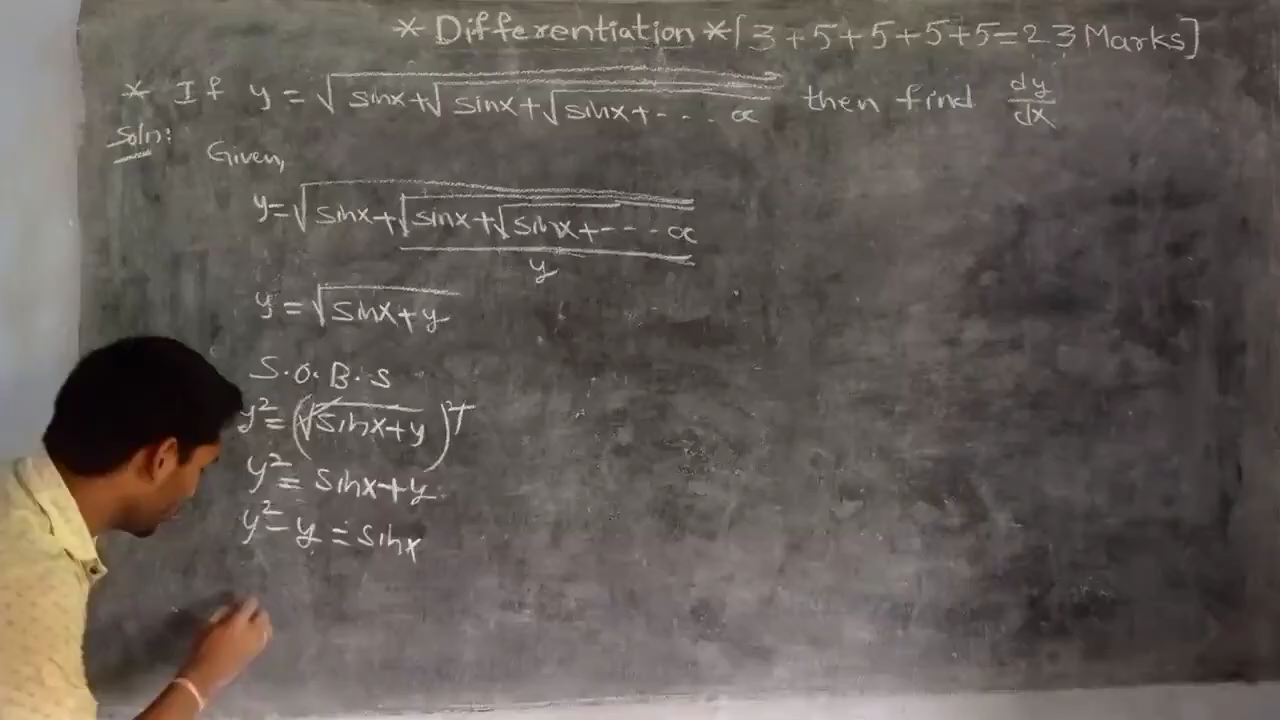 * Differentiation * [3+5+5+5+5=23 Marks]
* If y = √sinx+√sinx+√sinx+--- ∝ then find dy/dx
Soln:
Given,
y=√sinx+√sinx+√sinx+---∝
y
y=√sinx+y
S.O.B.S
y²=(√sinx+y)²
y²= sinx+y
y²-y=sinx